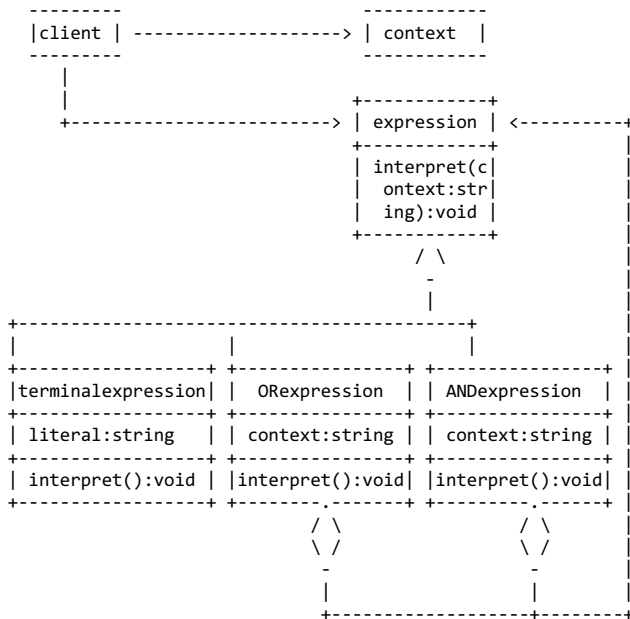 client context
expression
interpret(c
ontext:str
ing):void
terminalexpression ORexpression ANDexpression
literal:string context:string context:string
interpret():void interpret():void interpret():void